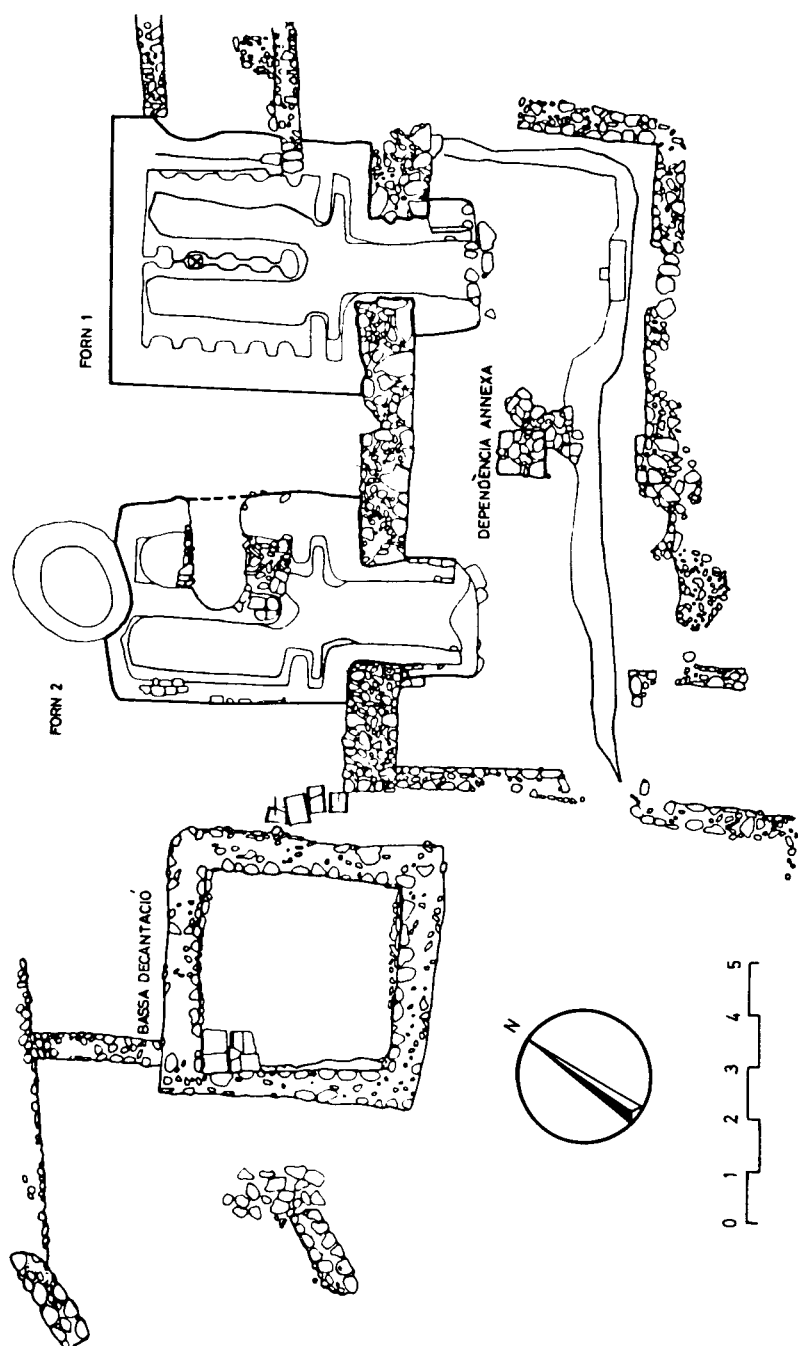 FORN 1
FORN 2
DEPENDÈNCIA ANNEXA
BASSA DECANTACIÓ
N
0 1 2 3 4 5